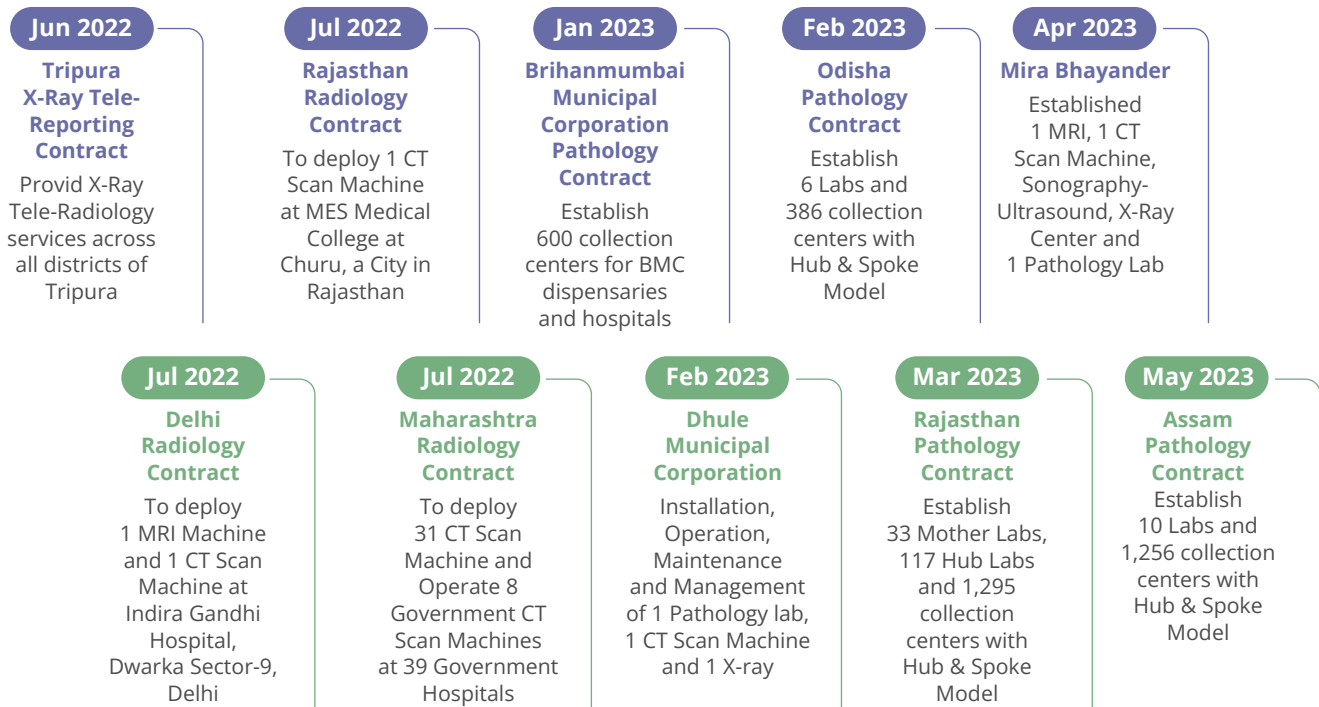 Jun 2022
Tripura
X-Ray Tele-
Reporting
Contract
Provid X-Ray
Tele-Radiology
services across
all districts of
Tripura
Jul 2022
Rajasthan
Radiology
Contract
To deploy 1 CT
Scan Machine
at MES Medical
College at
Churu, a City in
Rajasthan
Jan 2023
Brihanmumbai
Municipal
Corporation
Pathology
Contract
Establish
600 collection
centers for BMC
dispensaries
and hospitals
Feb 2023
Odisha
Pathology
Contract
Establish
6 Labs and
386 collection
centers with
Hub & Spoke
Model
Apr 2023
Mira Bhayander
Established
1 MRI, 1 CT
Scan Machine,
Sonography-
Ultrasound, X-Ray
Center and
1 Pathology Lab
Jul 2022
Delhi
Radiology
Contract
To deploy
1 MRI Machine
and 1 CT Scan
Machine at
Indira Gandhi
Hospital,
Dwarka Sector-9,
Delhi
Jul 2022
Maharashtra
Radiology
Contract
To deploy
31 CT Scan
Machine and
Operate 8
Government CT
Scan Machines
at 39 Government
Hospitals
Feb 2023
Dhule
Municipal
Corporation
Installation,
Operation,
Maintenance
and Management
of 1 Pathology lab,
1 CT Scan Machine
and 1 X-ray
Mar 2023
Rajasthan
Pathology
Contract
Establish
33 Mother Labs,
117 Hub Labs
and 1,295
collection
centers with
Hub & Spoke
Model
May 2023
Assam
Pathology
Contract
Establish
10 Labs and
1,256 collection
centers with
Hub & Spoke
Model